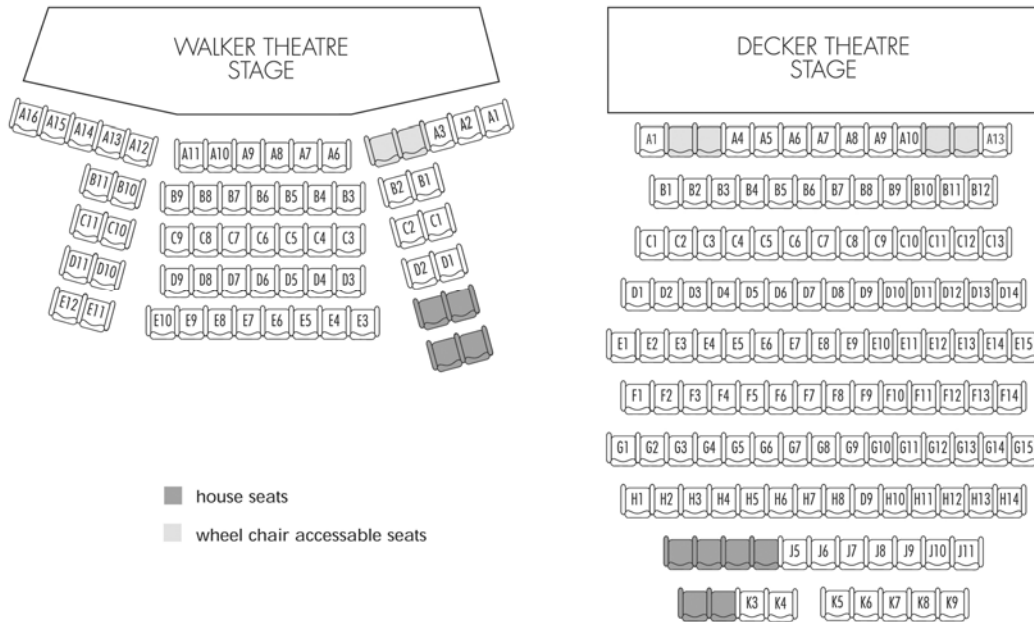 WALKER THEATRE
STAGE
A16 A15 A14 A13 A12
A11 A10 A9 A8 A7 A6
A3 A2 A1
B11 B10
B9 B8 B7 B6 B5 B4 B3
B2 B1
C11 C10
C9 C8 C7 C6 C5 C4 C3
C2 C1
D11 D10
D9 D8 D7 D6 D5 D4 D3
D2 D1
E12 E11
E10 E9 E8 E7 E6 E5 E4 E3
house seats
wheel chair accessable seats
DECKER THEATRE
STAGE
A1 A4 A5 A6 A7 A8 A9 A10 A13
B1 B2 B3 B4 B5 B6 B7 B8 B9 B10 B11 B12
C1 C2 C3 C4 C5 C6 C7 C8 C9 C10 C11 C12 C13
D1 D2 D3 D4 D5 D6 D7 D8 D9 D10 D11 D12 D13 D14
E1 E2 E3 E4 E5 E6 E7 E8 E9 E10 E11 E12 E13 E14 E15
F1 F2 F3 F4 F5 F6 F7 F8 F9 F10 F11 F12 F13 F14
G1 G2 G3 G4 G5 G6 G7 G8 G9 G10 G11 G12 G13 G14 G15
H1 H2 H3 H4 H5 H6 H7 H8 D9 H10 H11 H12 H13 H14
J5 J6 J7 J8 J9 J10 J11
K3 K4 K5 K6 K7 K8 K9